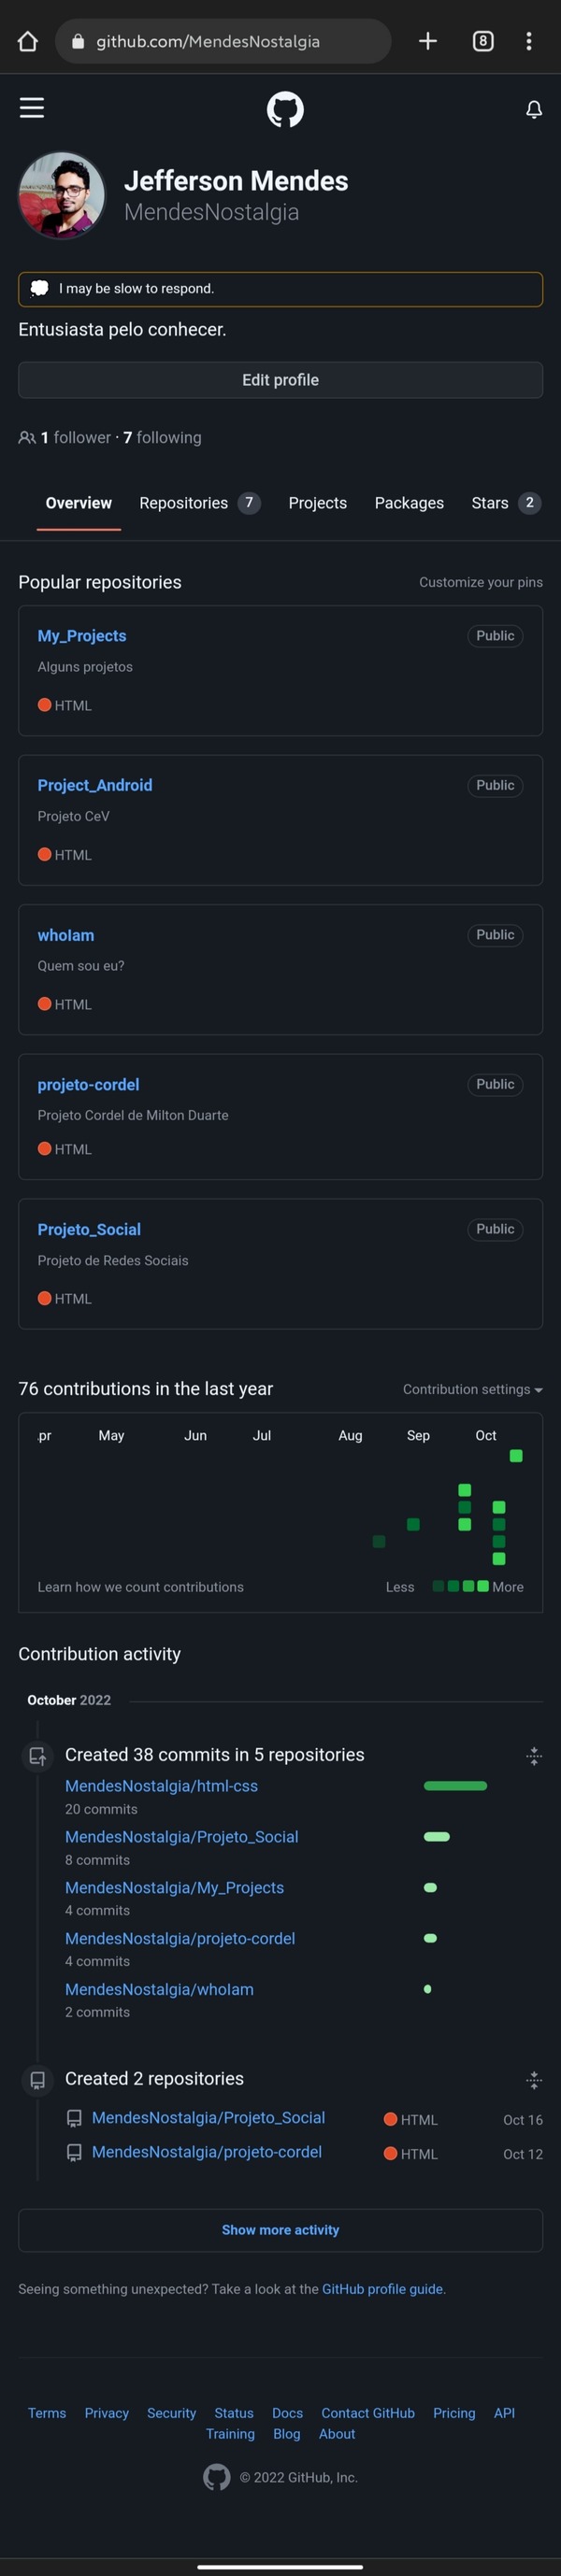 github.com/MendesNostalgia
8
Jefferson Mendes
MendesNostalgia
I may be slow to respond.
Entusiasta pelo conhecer.
Edit profile
1 follower · 7 following
Overview Repositories 7 Projects Packages Stars 2
Popular repositories Customize your pins
My_Projects Public
Alguns projetos
HTML
Project_Android Public
Projeto CeV
HTML
whoIam Public
Quem sou eu?
HTML
projeto-cordel Public
Projeto Cordel de Milton Duarte
HTML
Projeto_Social Public
Projeto de Redes Sociais
HTML
76 contributions in the last year Contribution settings
pr May Jun Jul Aug Sep Oct
Learn how we count contributions Less More
Contribution activity
October 2022
Created 38 commits in 5 repositories
MendesNostalgia/html-css
20 commits
MendesNostalgia/Projeto_Social
8 commits
MendesNostalgia/My_Projects
4 commits
MendesNostalgia/projeto-cordel
4 commits
MendesNostalgia/whoIam
2 commits
Created 2 repositories
MendesNostalgia/Projeto_Social HTML Oct 16
MendesNostalgia/projeto-cordel HTML Oct 12
Show more activity
Seeing something unexpected? Take a look at the GitHub profile guide.
Terms Privacy Security Status Docs Contact GitHub Pricing API
Training Blog About
© 2022 GitHub, Inc.